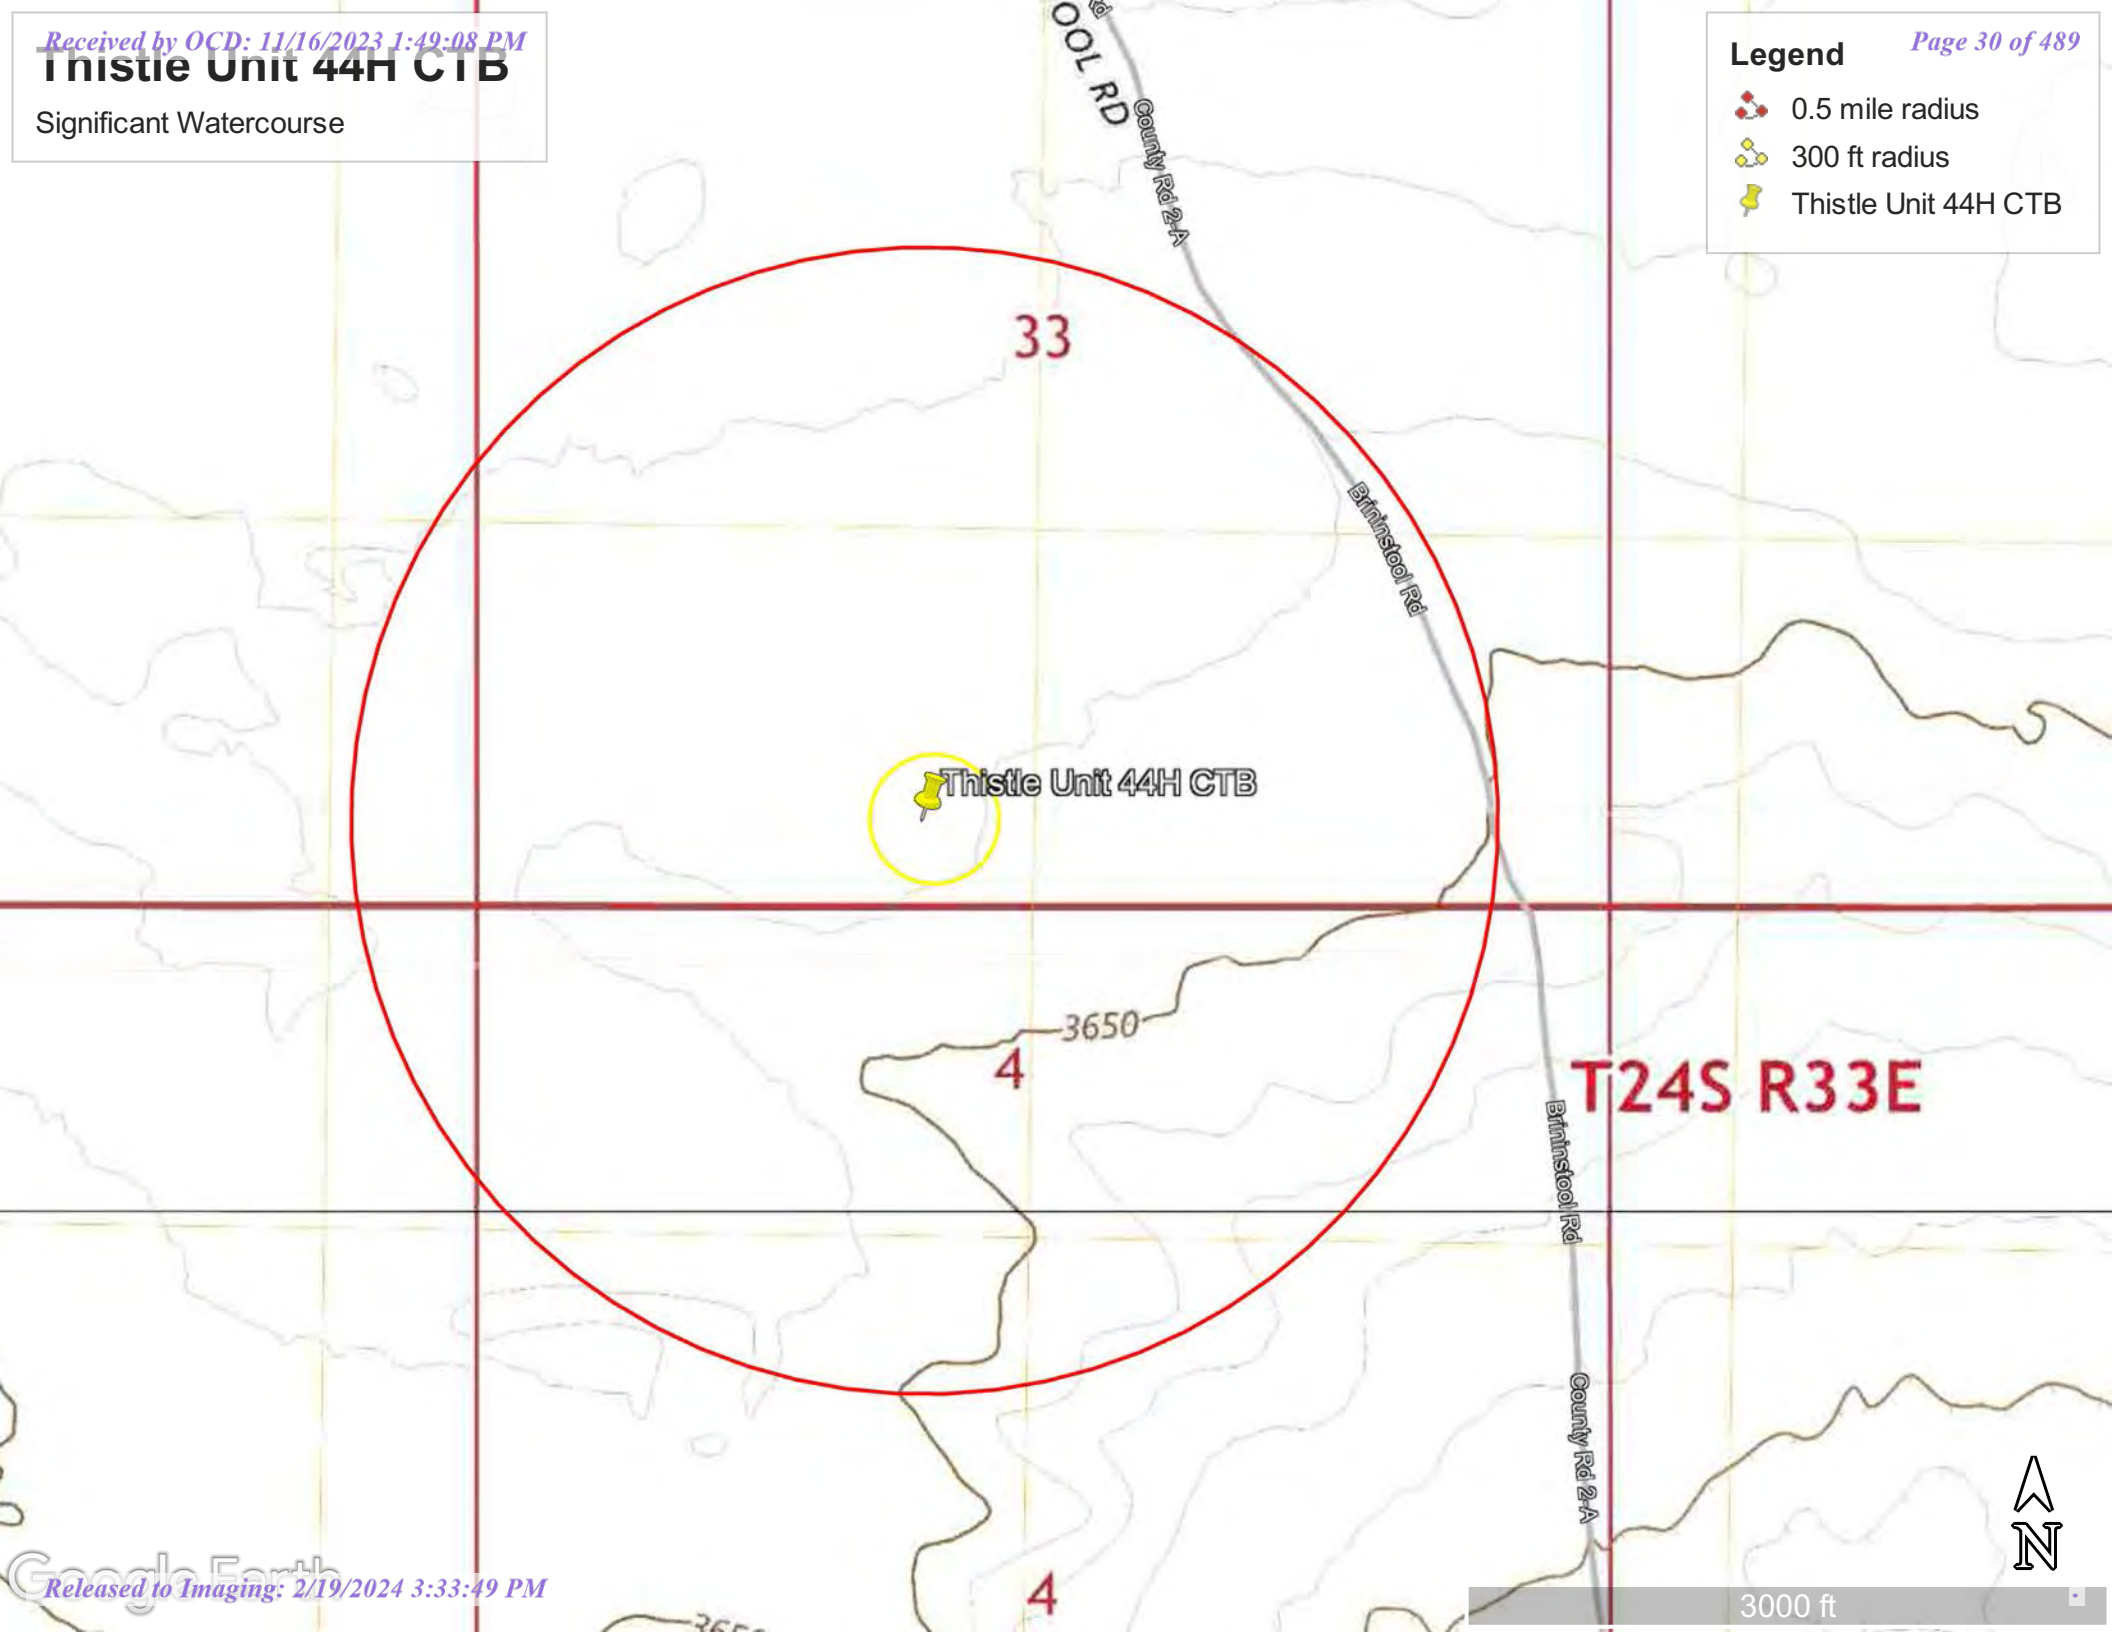 Received by OCD: 11/16/2023 1:49:08 PM
Thistle Unit 44H CTB
Significant Watercourse
Page 30 of 489
Legend
0.5 mile radius
300 ft radius
Thistle Unit 44H CTB
Rd
OOL RD
County Rd 2-A
33
Brininstool Rd
Thistle Unit 44H CTB
3650
4
T24S R33E
Brininstool Rd
County Rd 2-A
N
Google Earth
Released to Imaging: 2/19/2024 3:33:49 PM
4
3000 ft